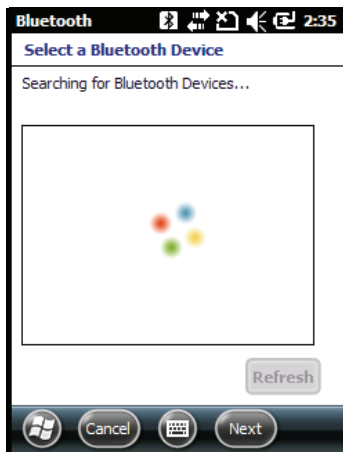 Bluetooth 2:35
Select a Bluetooth Device
Searching for Bluetooth Devices...
Refresh
Cancel Next